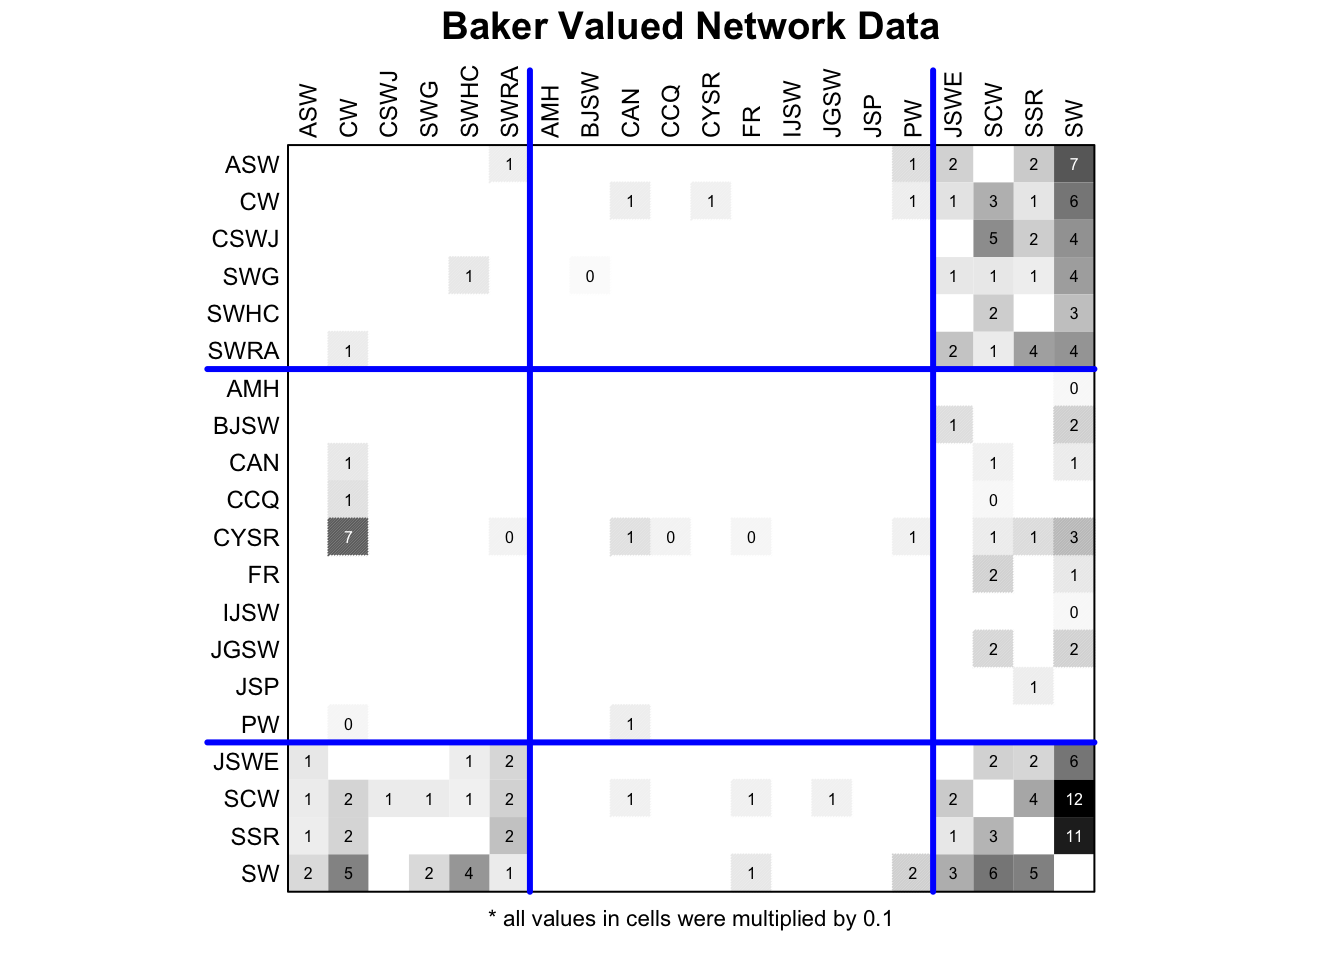 Baker Valued Network Data
ASW CW CSWJ SWG SWHC SWRA AMH BJSW CAN CCQ CYSR FR IJSW JGSW JSP PW JSWE SCW SSR SW
ASW 1 1 2 2 7
CW 1 1 1 1 3 1 6
CSWJ 5 2 4
SWG 1 0 1 1 1 4
SWHC 2 3
SWRA 1 2 1 4 4
AMH 0
BJSW 1 2
CAN 1 1 1
CCQ 1 0
CYSR 7 0 1 0 0 1 1 1 3
FR 2 1
IJSW 0
JGSW 2 2
JSP 1
PW 0 1
JSWE 1 1 2 2 2 6
SCW 1 2 1 1 1 2 1 1 1 2 4 12
SSR 1 2 2 1 3 11
SW 2 5 2 4 1 1 2 3 6 5
* all values in cells were multiplied by 0.1